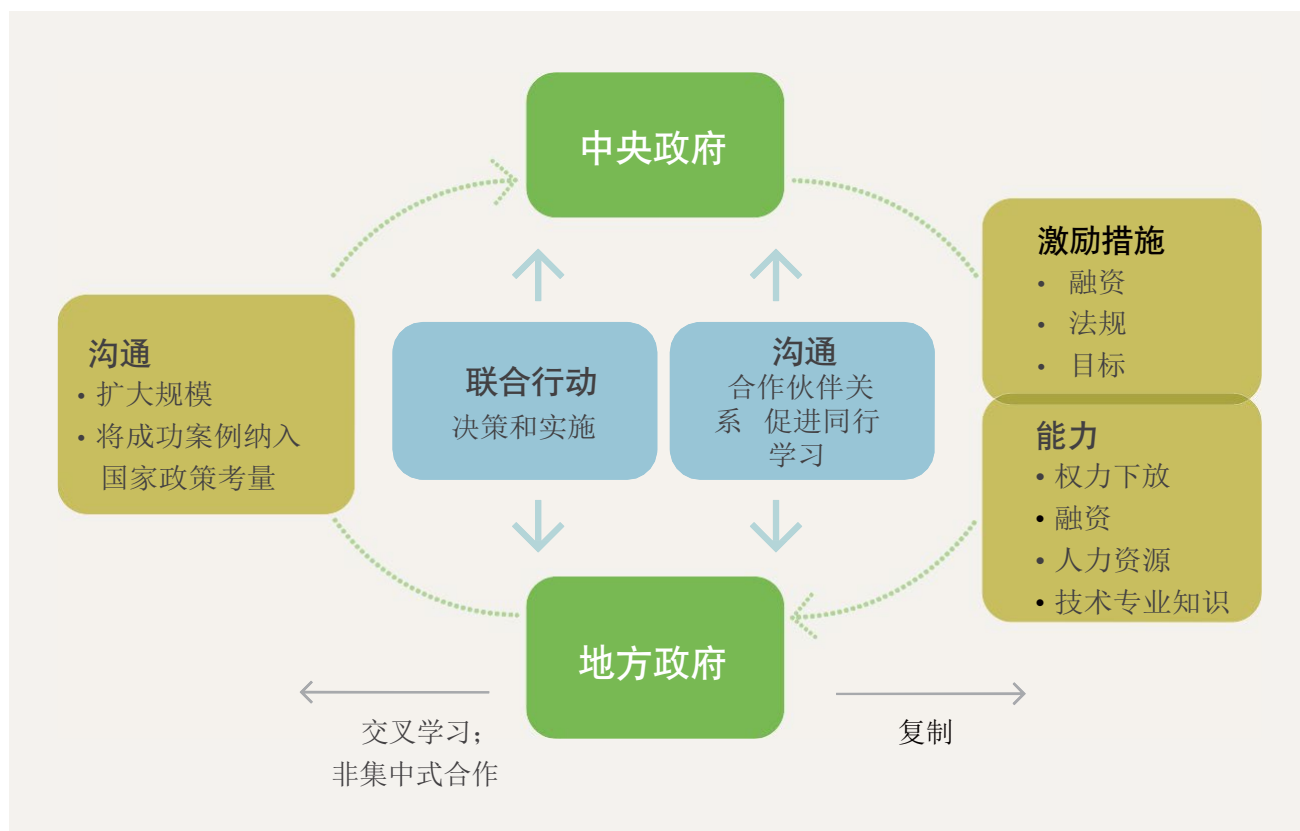 中央政府
激励措施
• 融资
• 法规
• 目标
沟通
• 扩大规模
• 将成功案例纳入
国家政策考量
联合行动
决策和实施
沟通
合作伙伴关
系 促进同行
学习
能力
• 权力下放
• 融资
• 人力资源
• 技术专业知识
地方政府
交叉学习；
非集中式合作
复制